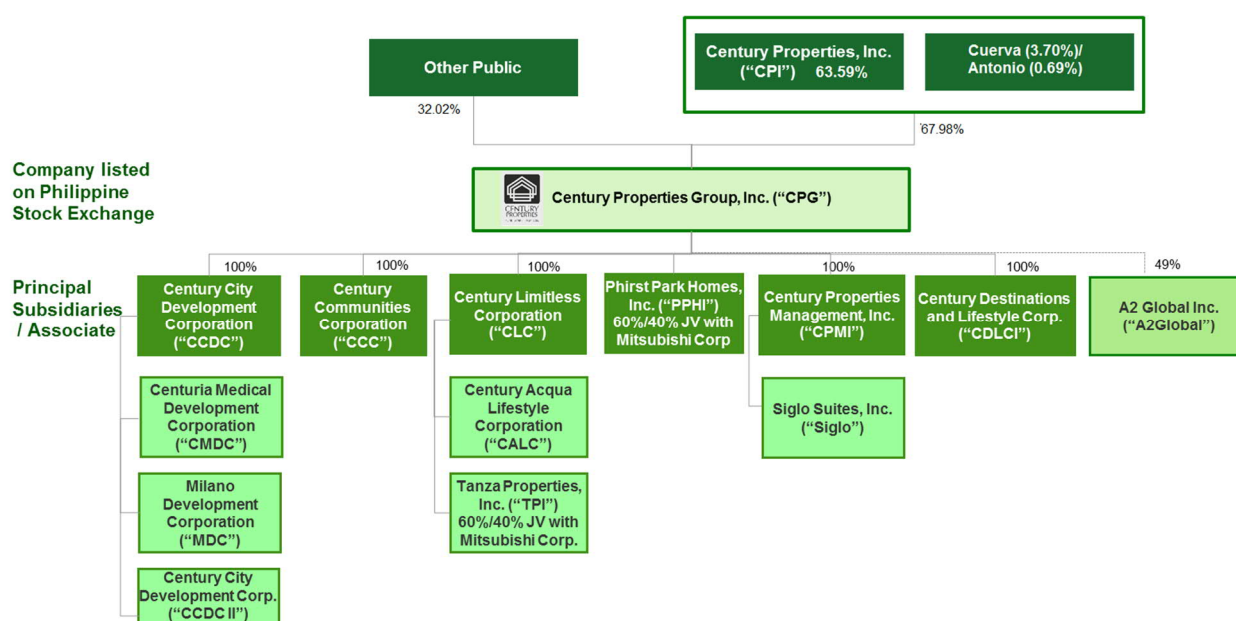 Other Public
Century Properties, Inc.
(“CPI”) 63.59%
Cuerva (3.70%)/
Antonio (0.69%)
32.02%
67.98%
Company listed
on Philippine
Stock Exchange
CENTURY
PROPERTIES
Century Properties Group, Inc. (“CPG”)
Principal
Subsidiaries
/ Associate
100%
Century City
Development
Corporation
(“CCDC”)
100%
Century
Communities
Corporation
(“CCC”)
100%
Century Limitless
Corporation
(“CLC”)
Phirst Park Homes,
Inc. (“PPHI”)
60%/40% JV with
Mitsubishi Corp
100%
Century Properties
Management, Inc.
(“CPMI”)
100%
Century Destinations
and Lifestyle Corp.
(“CDLCI”)
49%
A2 Global Inc.
(“A2Global”)
Centuria Medical
Development
Corporation
(“CMDC”)
Century Acqua
Lifestyle
Corporation
(“CALC”)
Siglo Suites, Inc.
(“Siglo”)
Milano
Development
Corporation
(“MDC”)
Tanza Properties,
Inc. (“TPI”)
60%/40% JV with
Mitsubishi Corp.
Century City
Development Corp.
(“CCDC II”)